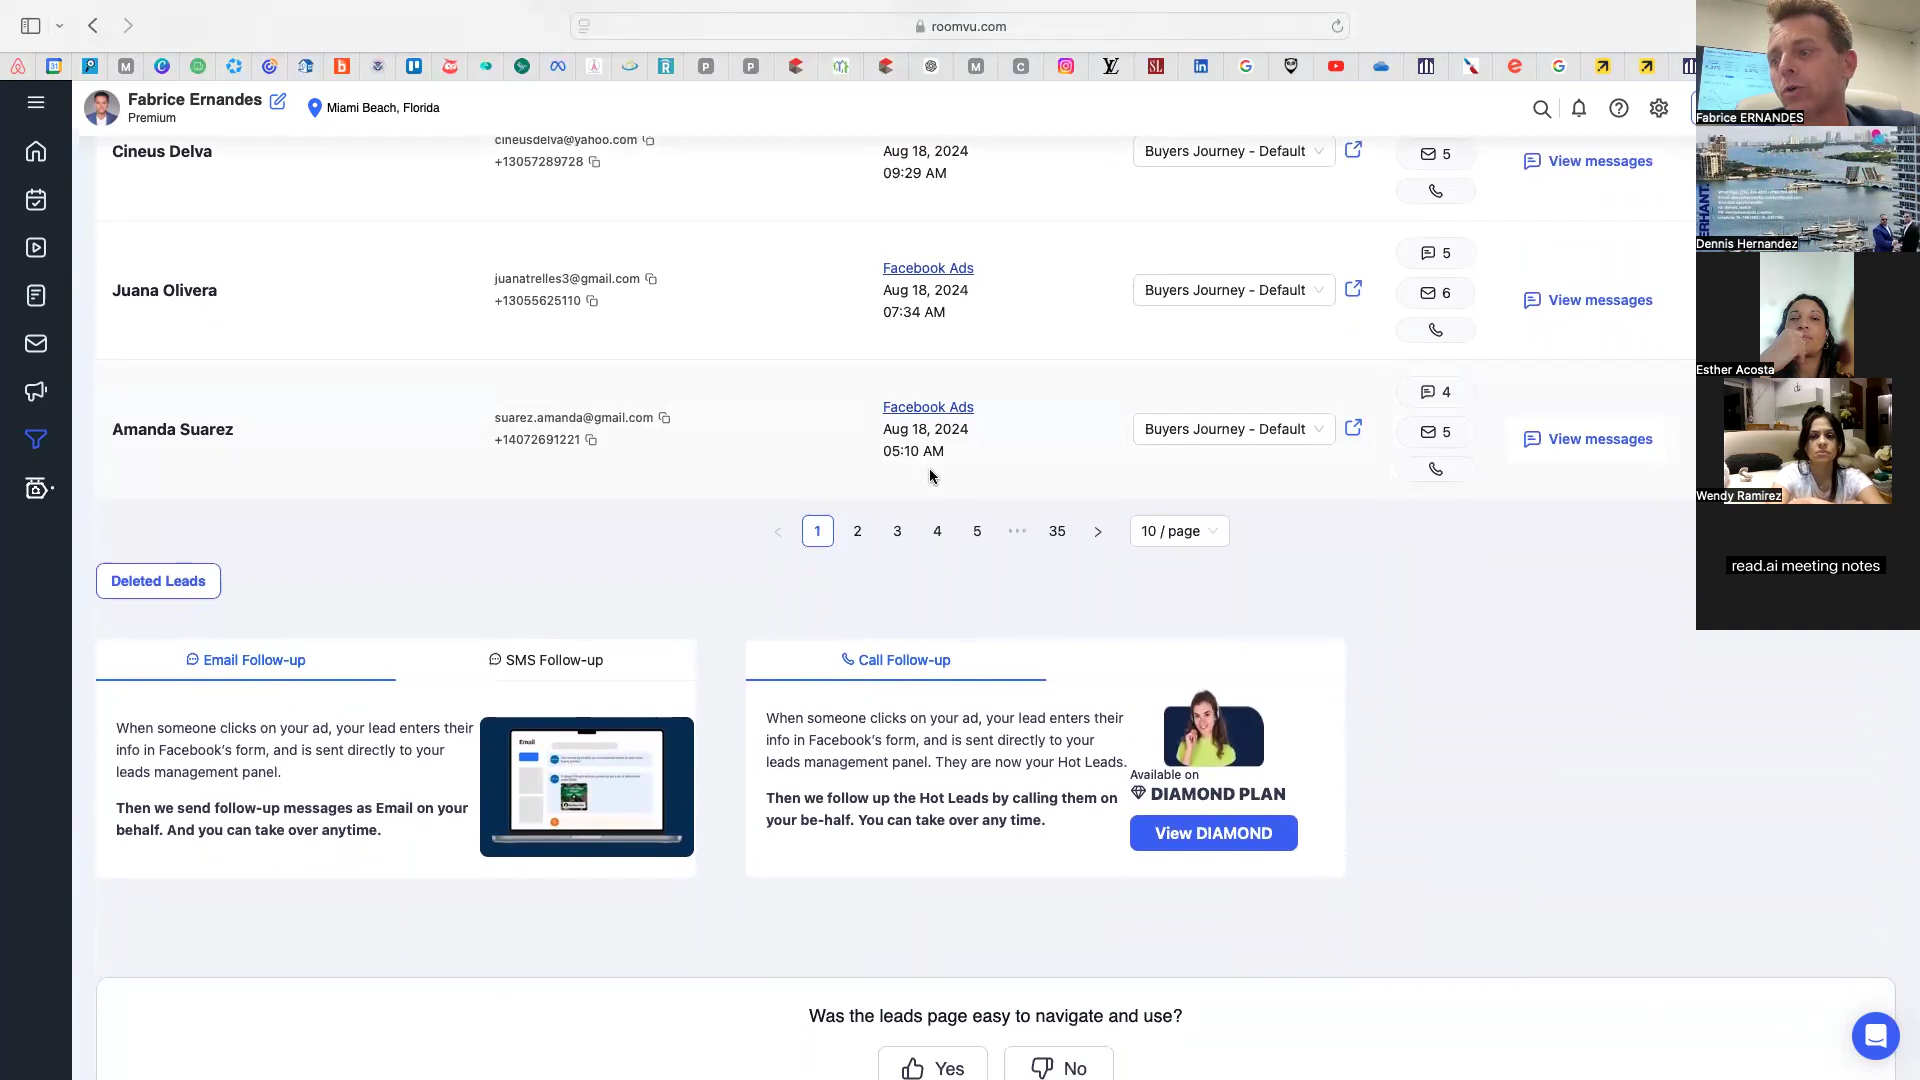 roomvu.com
Fabrice Ernandes
Premium
Miami Beach, Florida
Cineus Delva
cineusdelva@yahoo.com
+13057289728
Aug 18, 2024
09:29 AM
Buyers Journey - Default
5
View messages
Juana Olivera
juanatrelles3@gmail.com
+13055625110
Facebook Ads
Aug 18, 2024
07:34 AM
Buyers Journey - Default
5
6
View messages
Amanda Suarez
suarez.amanda@gmail.com
+14072691221
Facebook Ads
Aug 18, 2024
05:10 AM
Buyers Journey - Default
4
5
View messages
1 2 3 4 5 ••• 35
10 / page
Deleted Leads
Email Follow-up
SMS Follow-up
When someone clicks on your ad, your lead enters their
info in Facebook's form, and is sent directly to your
leads management panel.
Then we send follow-up messages as Email on your
behalf. And you can take over anytime.
Email
Call Follow-up
When someone clicks on your ad, your lead enters their
info in Facebook's form, and is sent directly to your
leads management panel. They are now your Hot Leads.
Then we follow up the Hot Leads by calling them on
your be-half. You can take over any time.
Available on
DIAMOND PLAN
View DIAMOND
Was the leads page easy to navigate and use?
Yes
No
Fabrice ERNANDES
ERHANT.
Dennis Hernandez
Esther Acosta
Wendy Ramirez
read.ai meeting notes